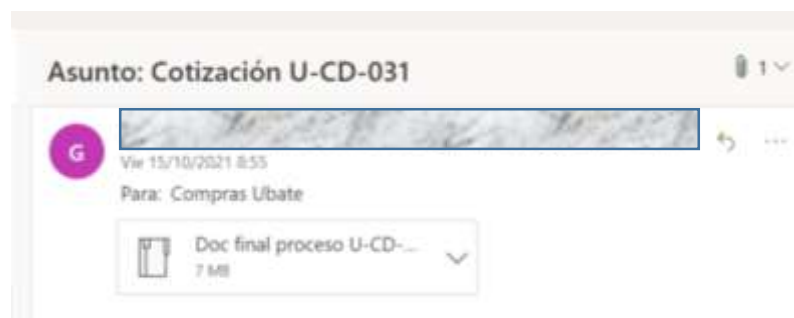 Asunto: Cotización U-CD-031
1
G
Vie 15/10/2021 8:55
Para: Compras Ubate
Doc final proceso U-CD-...
7 MB